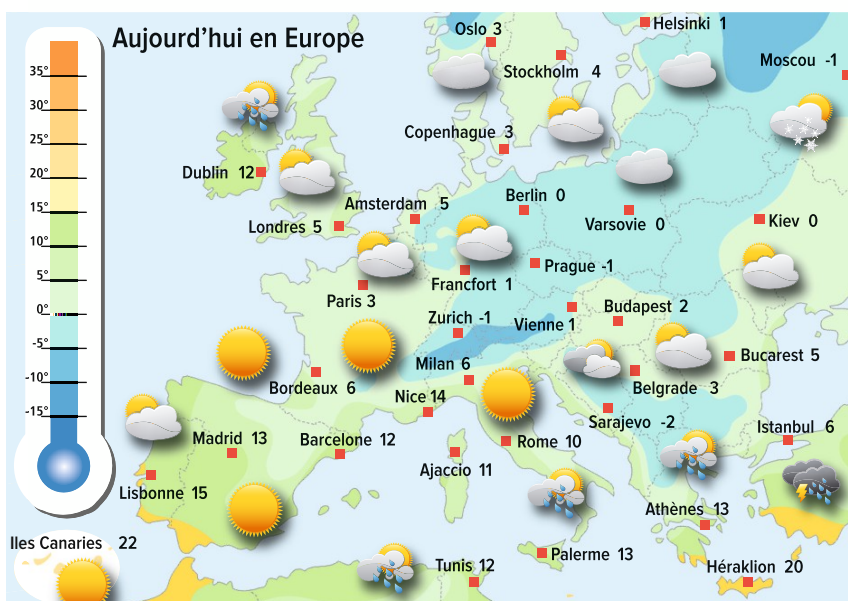 Aujourd'hui en Europe
35°
30°
25°
20°
15°
10°
5°
0°
-5°
-10°
-15°
Oslo 3
Helsinki 1
Stockholm 4
Moscou -1
Copenhague 3
Dublin 12
Amsterdam 5
Berlin 0
Londres 5
Varsovie 0
Kiev 0
Prague -1
Francfort 1
Paris 3
Zurich -1
Vienne 1
Budapest 2
Bucarest 5
Milan 6
Bordeaux 6
Belgrade 3
Nice 14
Sarajevo -2
Istanbul 6
Madrid 13
Barcelone 12
Rome 10
Ajaccio 11
Lisbonne 15
Athènes 13
Iles Canaries 22
Tunis 12
Palerme 13
Héraklion 20